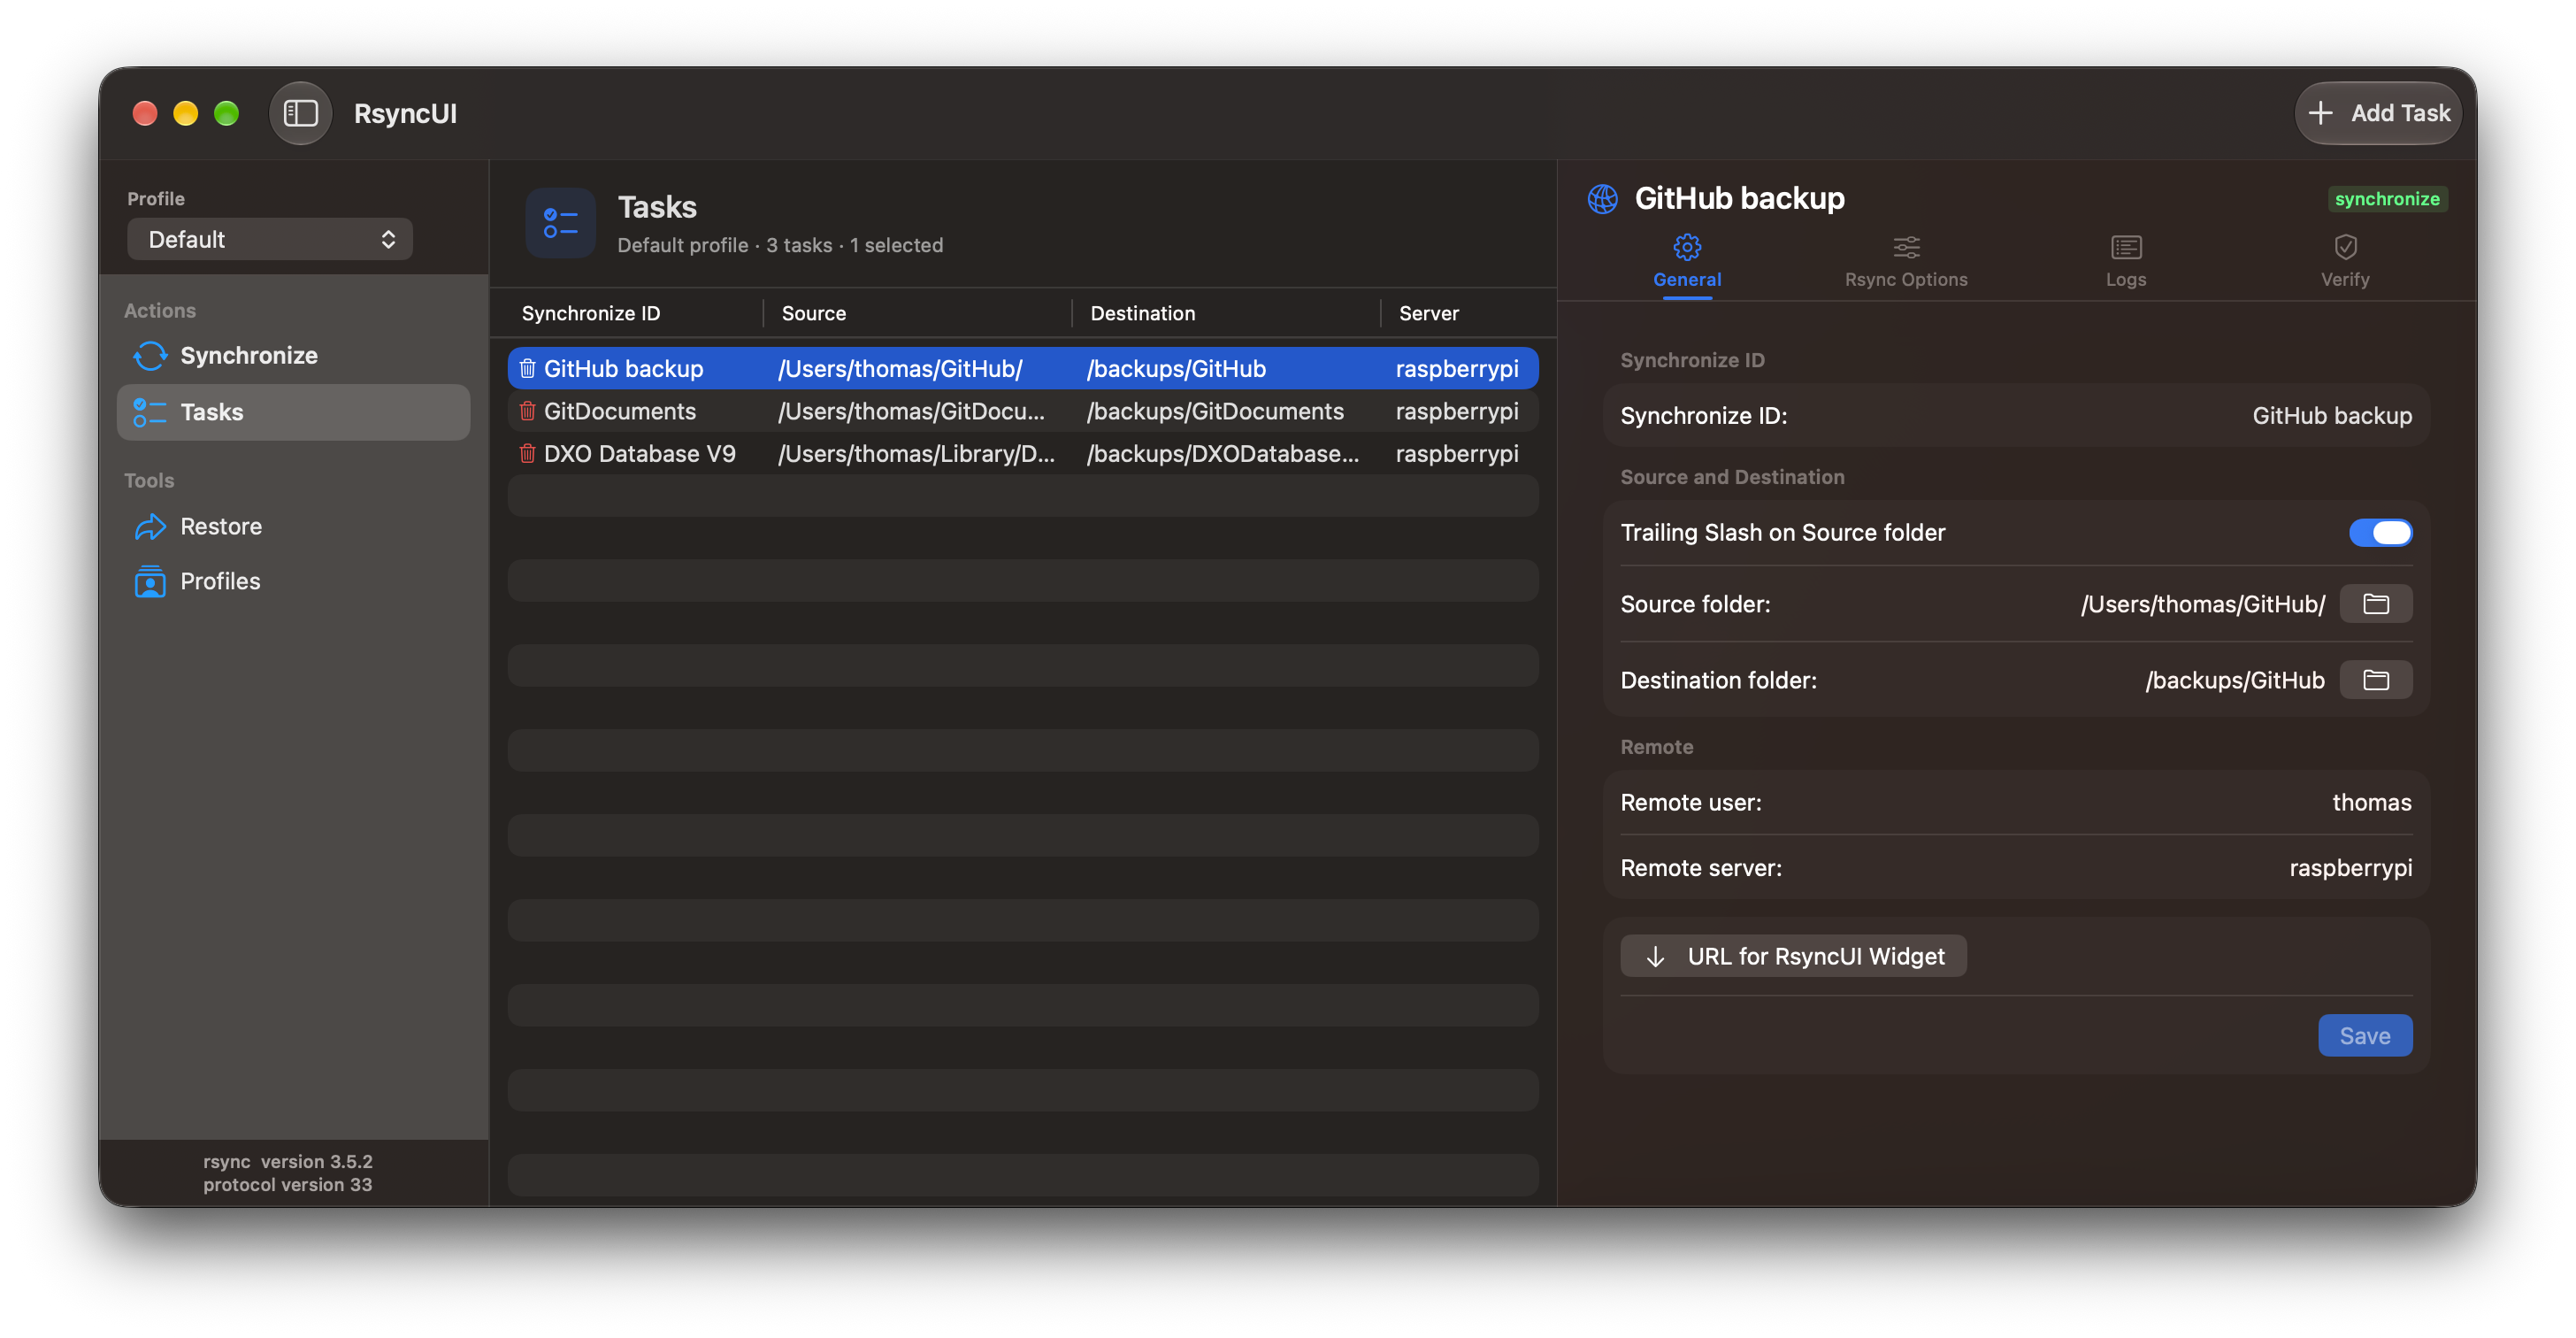 RsyncUI
Add Task
Profile
Default
Actions
Synchronize
Tasks
Tools
Restore
Profiles
rsync  version 3.5.2
protocol version 33
Tasks
Default profile · 3 tasks · 1 selected
Synchronize ID Source Destination Server
GitHub backup /Users/thomas/GitHub/ /backups/GitHub raspberrypi
GitDocuments /Users/thomas/GitDocu... /backups/GitDocuments raspberrypi
DXO Database V9 /Users/thomas/Library/D... /backups/DXODatabase... raspberrypi
GitHub backup synchronize
General Rsync Options Logs Verify
Synchronize ID
Synchronize ID: GitHub backup
Source and Destination
Trailing Slash on Source folder
Source folder: /Users/thomas/GitHub/
Destination folder: /backups/GitHub
Remote
Remote user: thomas
Remote server: raspberrypi
URL for RsyncUI Widget
Save